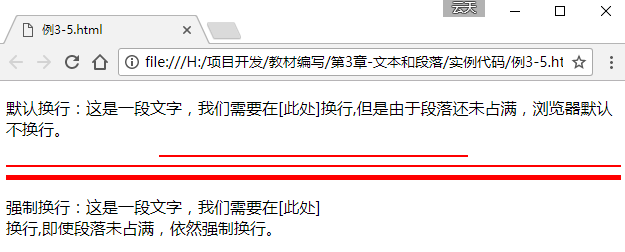 云天
例3-5.html
file:///H:/项目开发/教材编写/第3章-文本和段落/实例代码/例3-5.ht
默认换行：这是一段文字，我们需要在[此处]换行,但是由于段落还未占满，浏览器默认
不换行。
强制换行：这是一段文字，我们需要在[此处]
换行,即使段落未占满，依然强制换行。